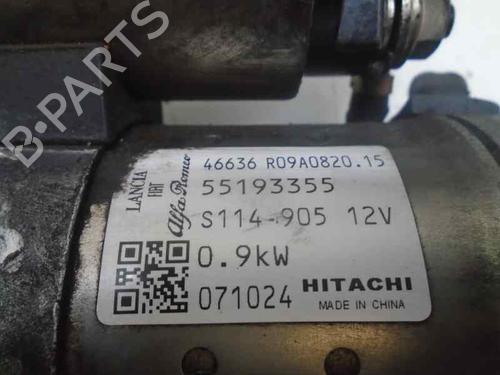 46636 R09A0820.15
LANCIA
FIAT
Alfa Romeo
55193355
S114-905 12V
0.9kW
071024 HITACHI
MADE IN CHINA
B-PARTS